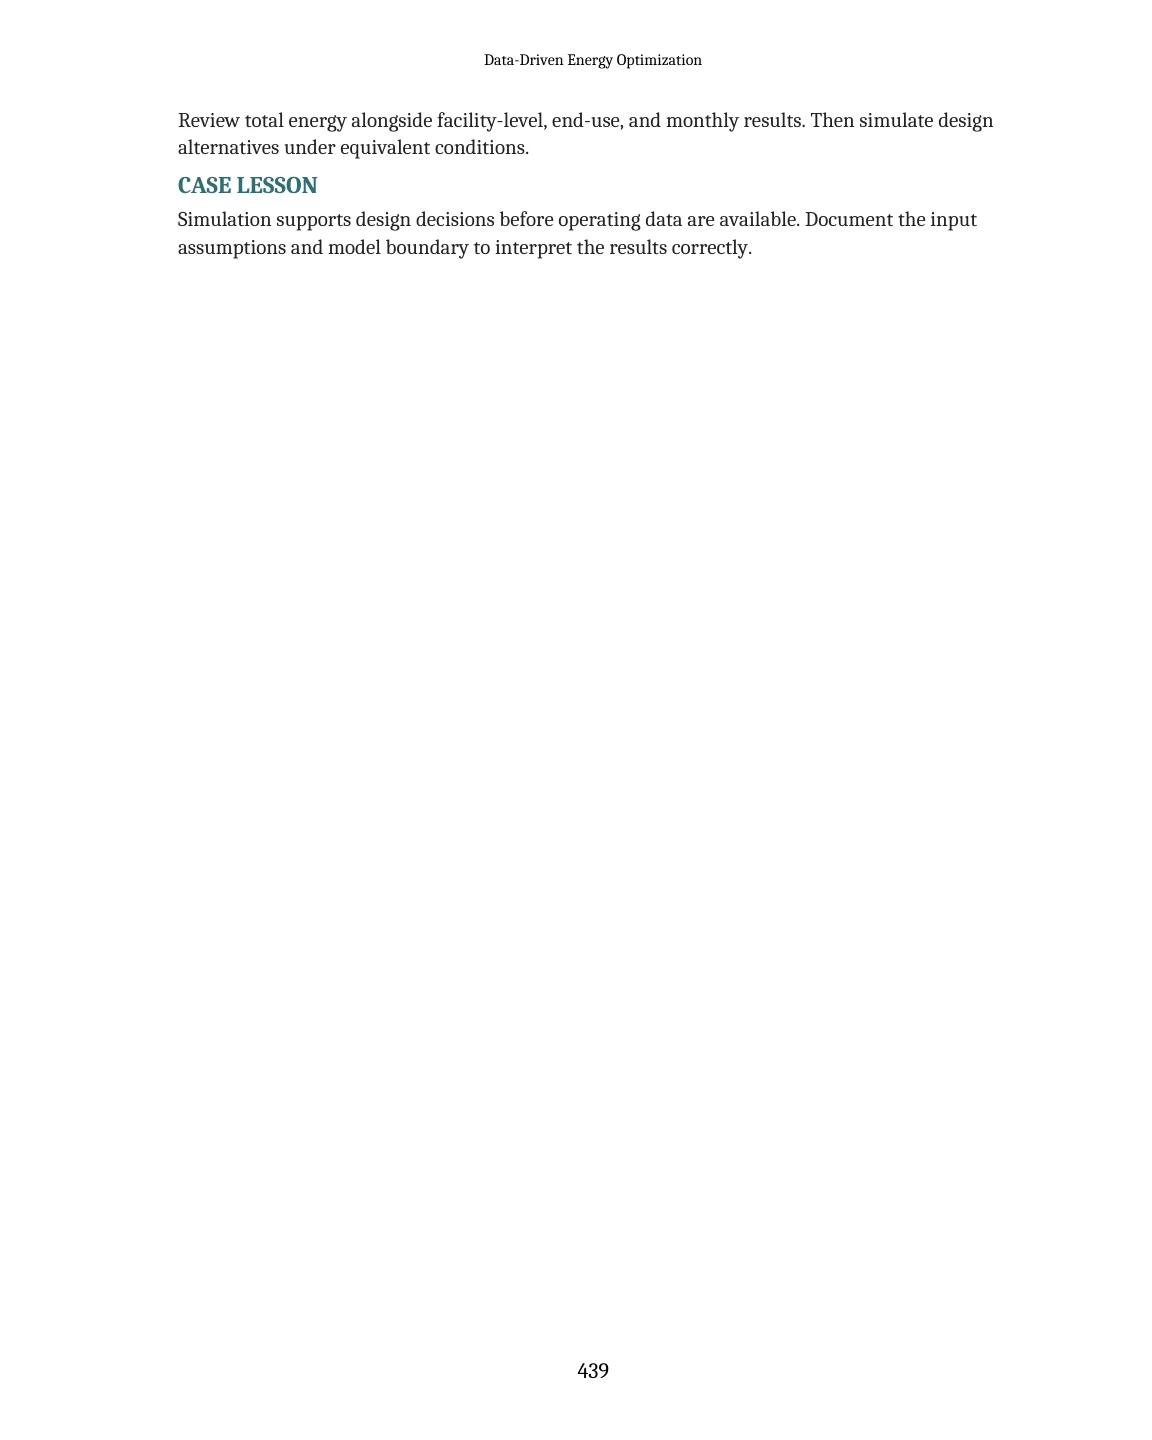 Data-Driven Energy Optimization
Review total energy alongside facility-level, end-use, and monthly results. Then simulate design
alternatives under equivalent conditions.
CASE LESSON
Simulation supports design decisions before operating data are available. Document the input
assumptions and model boundary to interpret the results correctly.
439